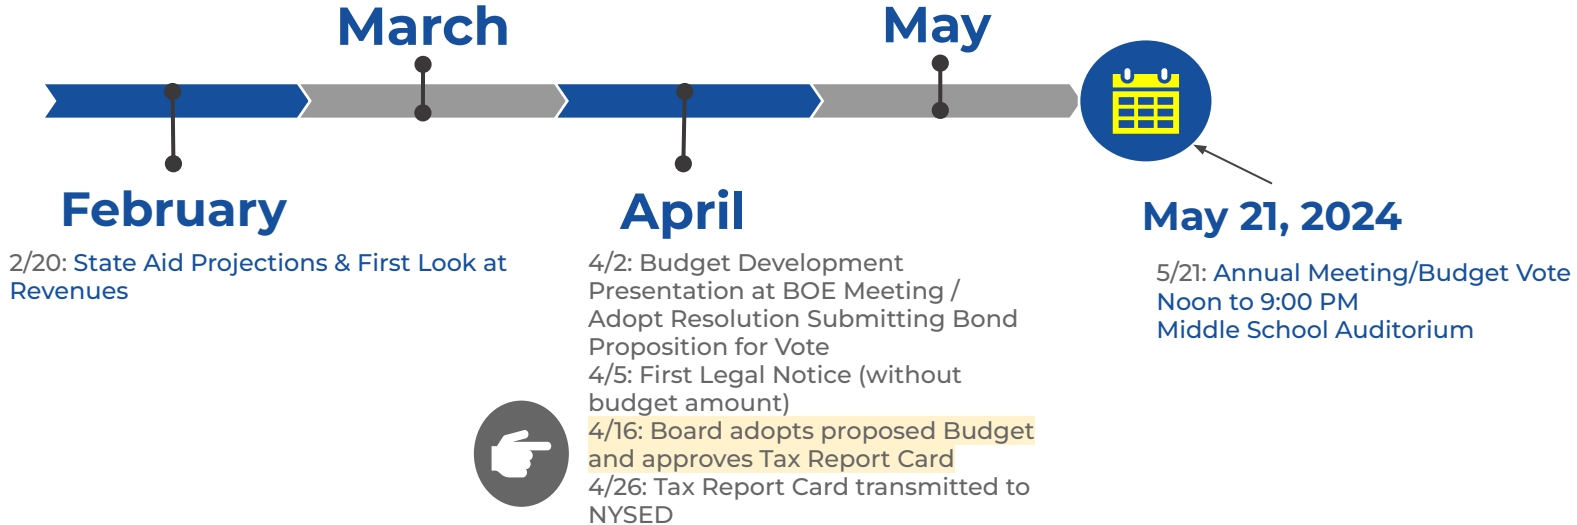 March
May
February
2/20: State Aid Projections & First Look at
Revenues
April
4/2: Budget Development
Presentation at BOE Meeting /
Adopt Resolution Submitting Bond
Proposition for Vote
4/5: First Legal Notice (without
budget amount)
4/16: Board adopts proposed Budget
and approves Tax Report Card
4/26: Tax Report Card transmitted to
NYSED
May 21, 2024
5/21: Annual Meeting/Budget Vote
Noon to 9:00 PM
Middle School Auditorium